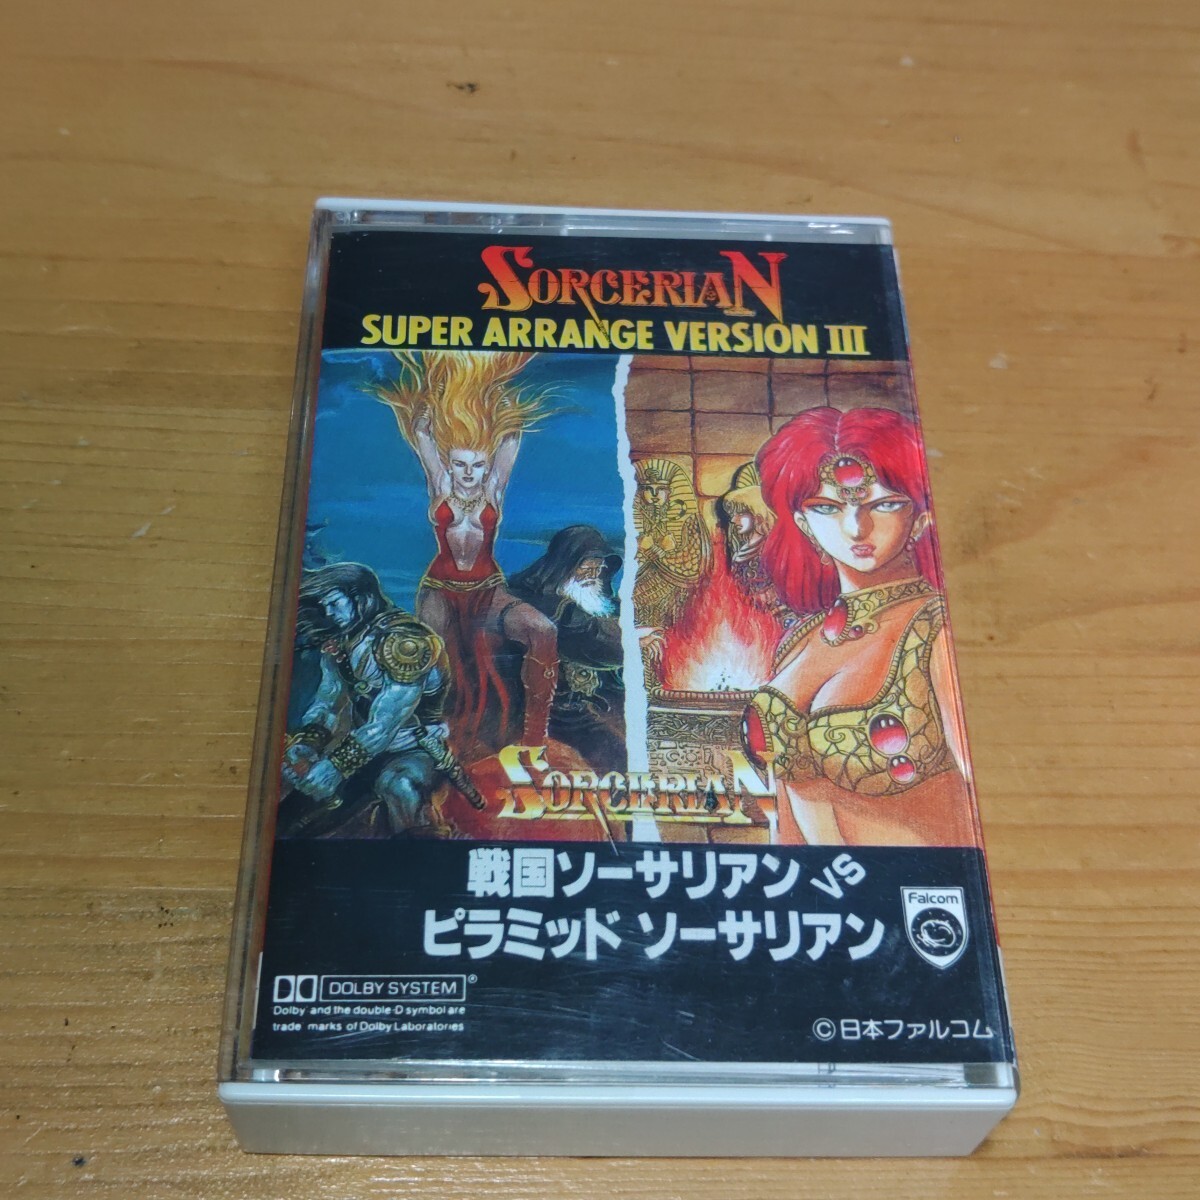 SORCERIAN
SUPER ARRANGE VERSION III
SORCERIAN
戦国ソーサリアン VS
ピラミッド ソーサリアン
Falcom
DOLBY SYSTEM ®
Dolby and the double-D symbol are
trade marks of Dolby Laboratories
©日本ファルコム